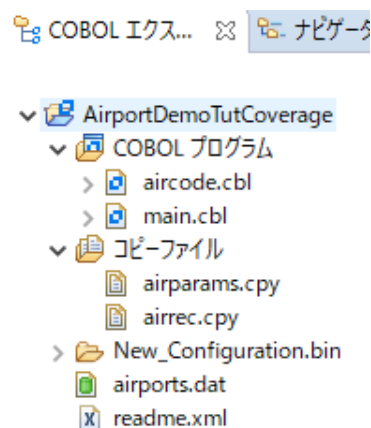 COBOL エクス... ナビゲータ
AirportDemoTutCoverage
COBOL プログラム
aircode.cbl
main.cbl
コピーファイル
airparams.cpy
airrec.cpy
New_Configuration.bin
airports.dat
readme.xml